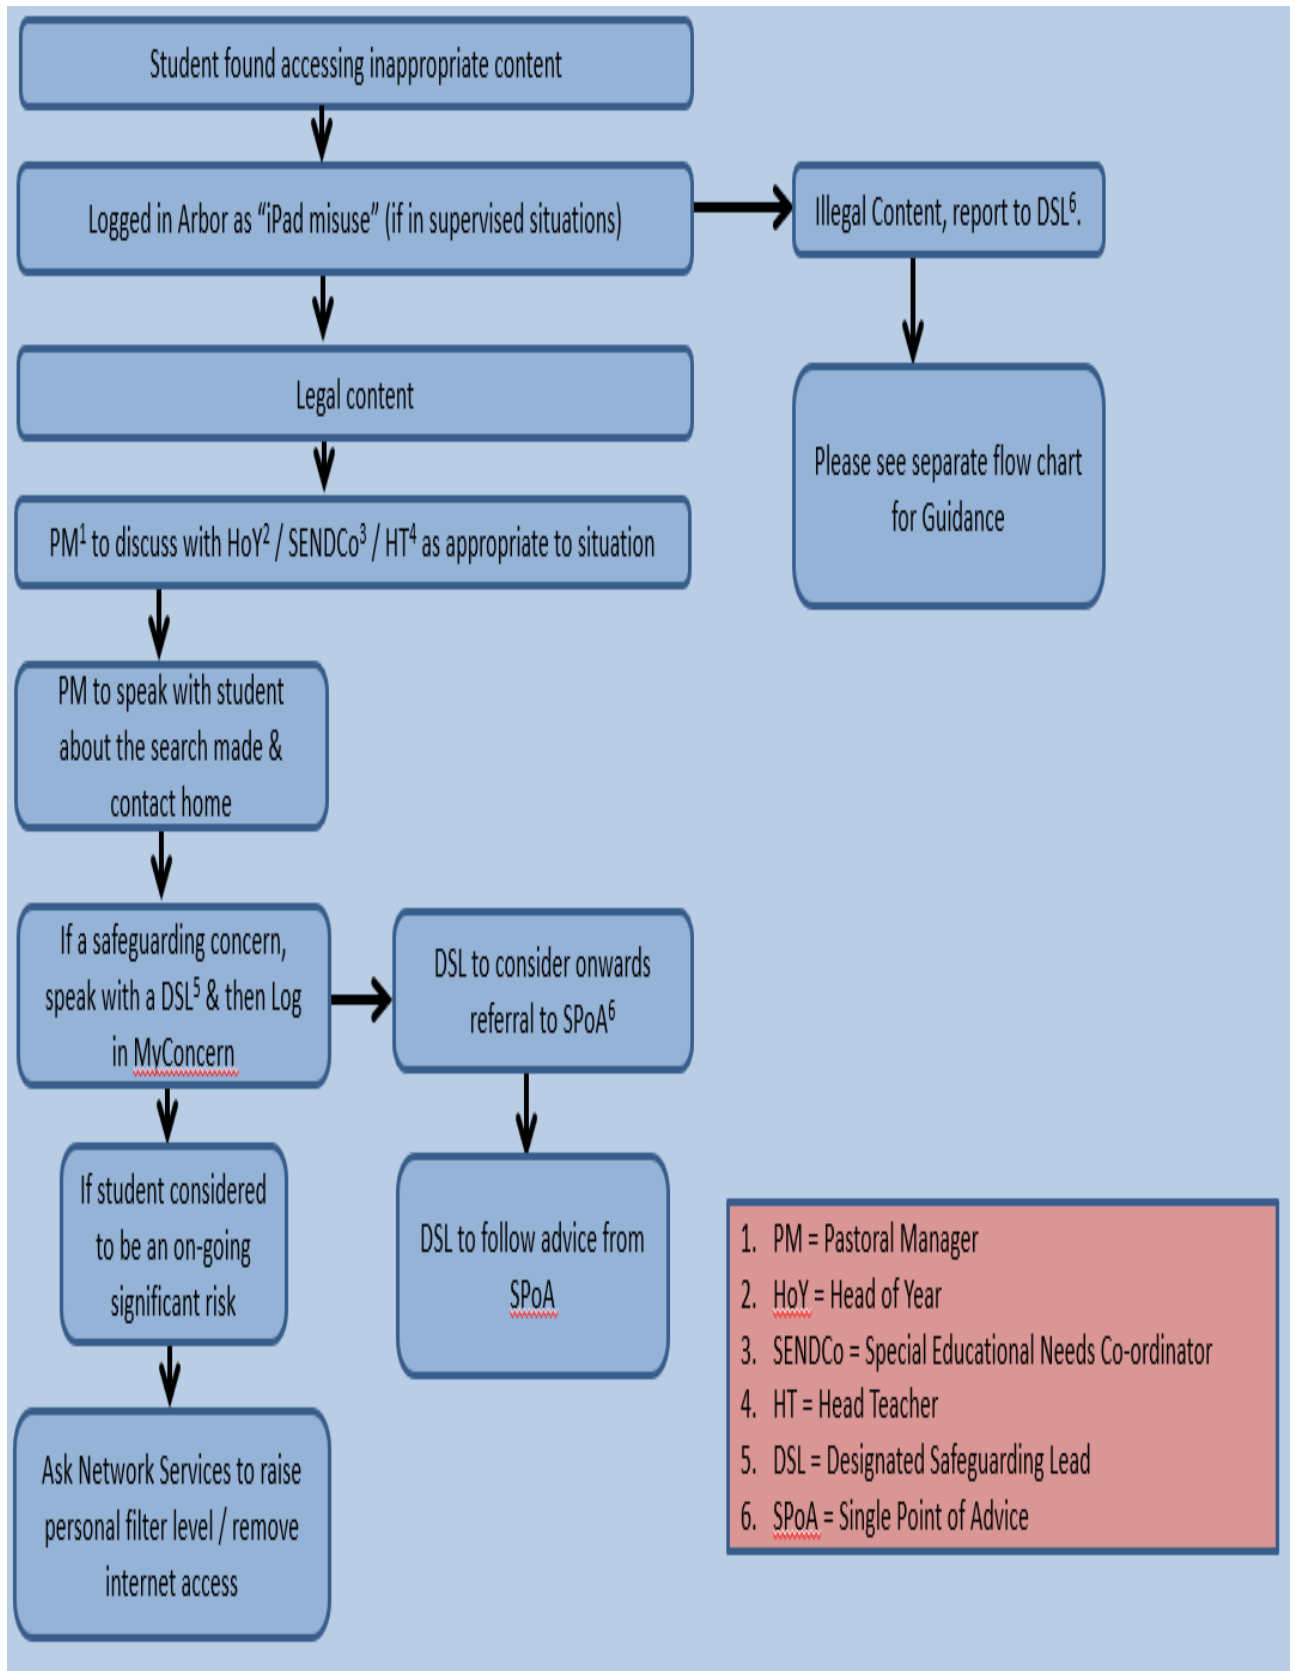 Student found accessing inappropriate content
Logged in Arbor as “iPad misuse” (if in supervised situations)
Illegal Content, report to DSL⁶.
Legal content
Please see separate flow chart
for Guidance
PM¹ to discuss with HoY² / SENDCo³ / HT⁴ as appropriate to situation
PM to speak with student
about the search made &
contact home
If a safeguarding concern,
speak with a DSL⁵ & then Log
in MyConcern
DSL to consider onwards
referral to SPoA⁶
If student considered
to be an on-going
significant risk
DSL to follow advice from
SPoA
Ask Network Services to raise
personal filter level / remove
internet access
1. PM = Pastoral Manager
2. HoY = Head of Year
3. SENDCo = Special Educational Needs Co-ordinator
4. HT = Head Teacher
5. DSL = Designated Safeguarding Lead
6. SPoA = Single Point of Advice